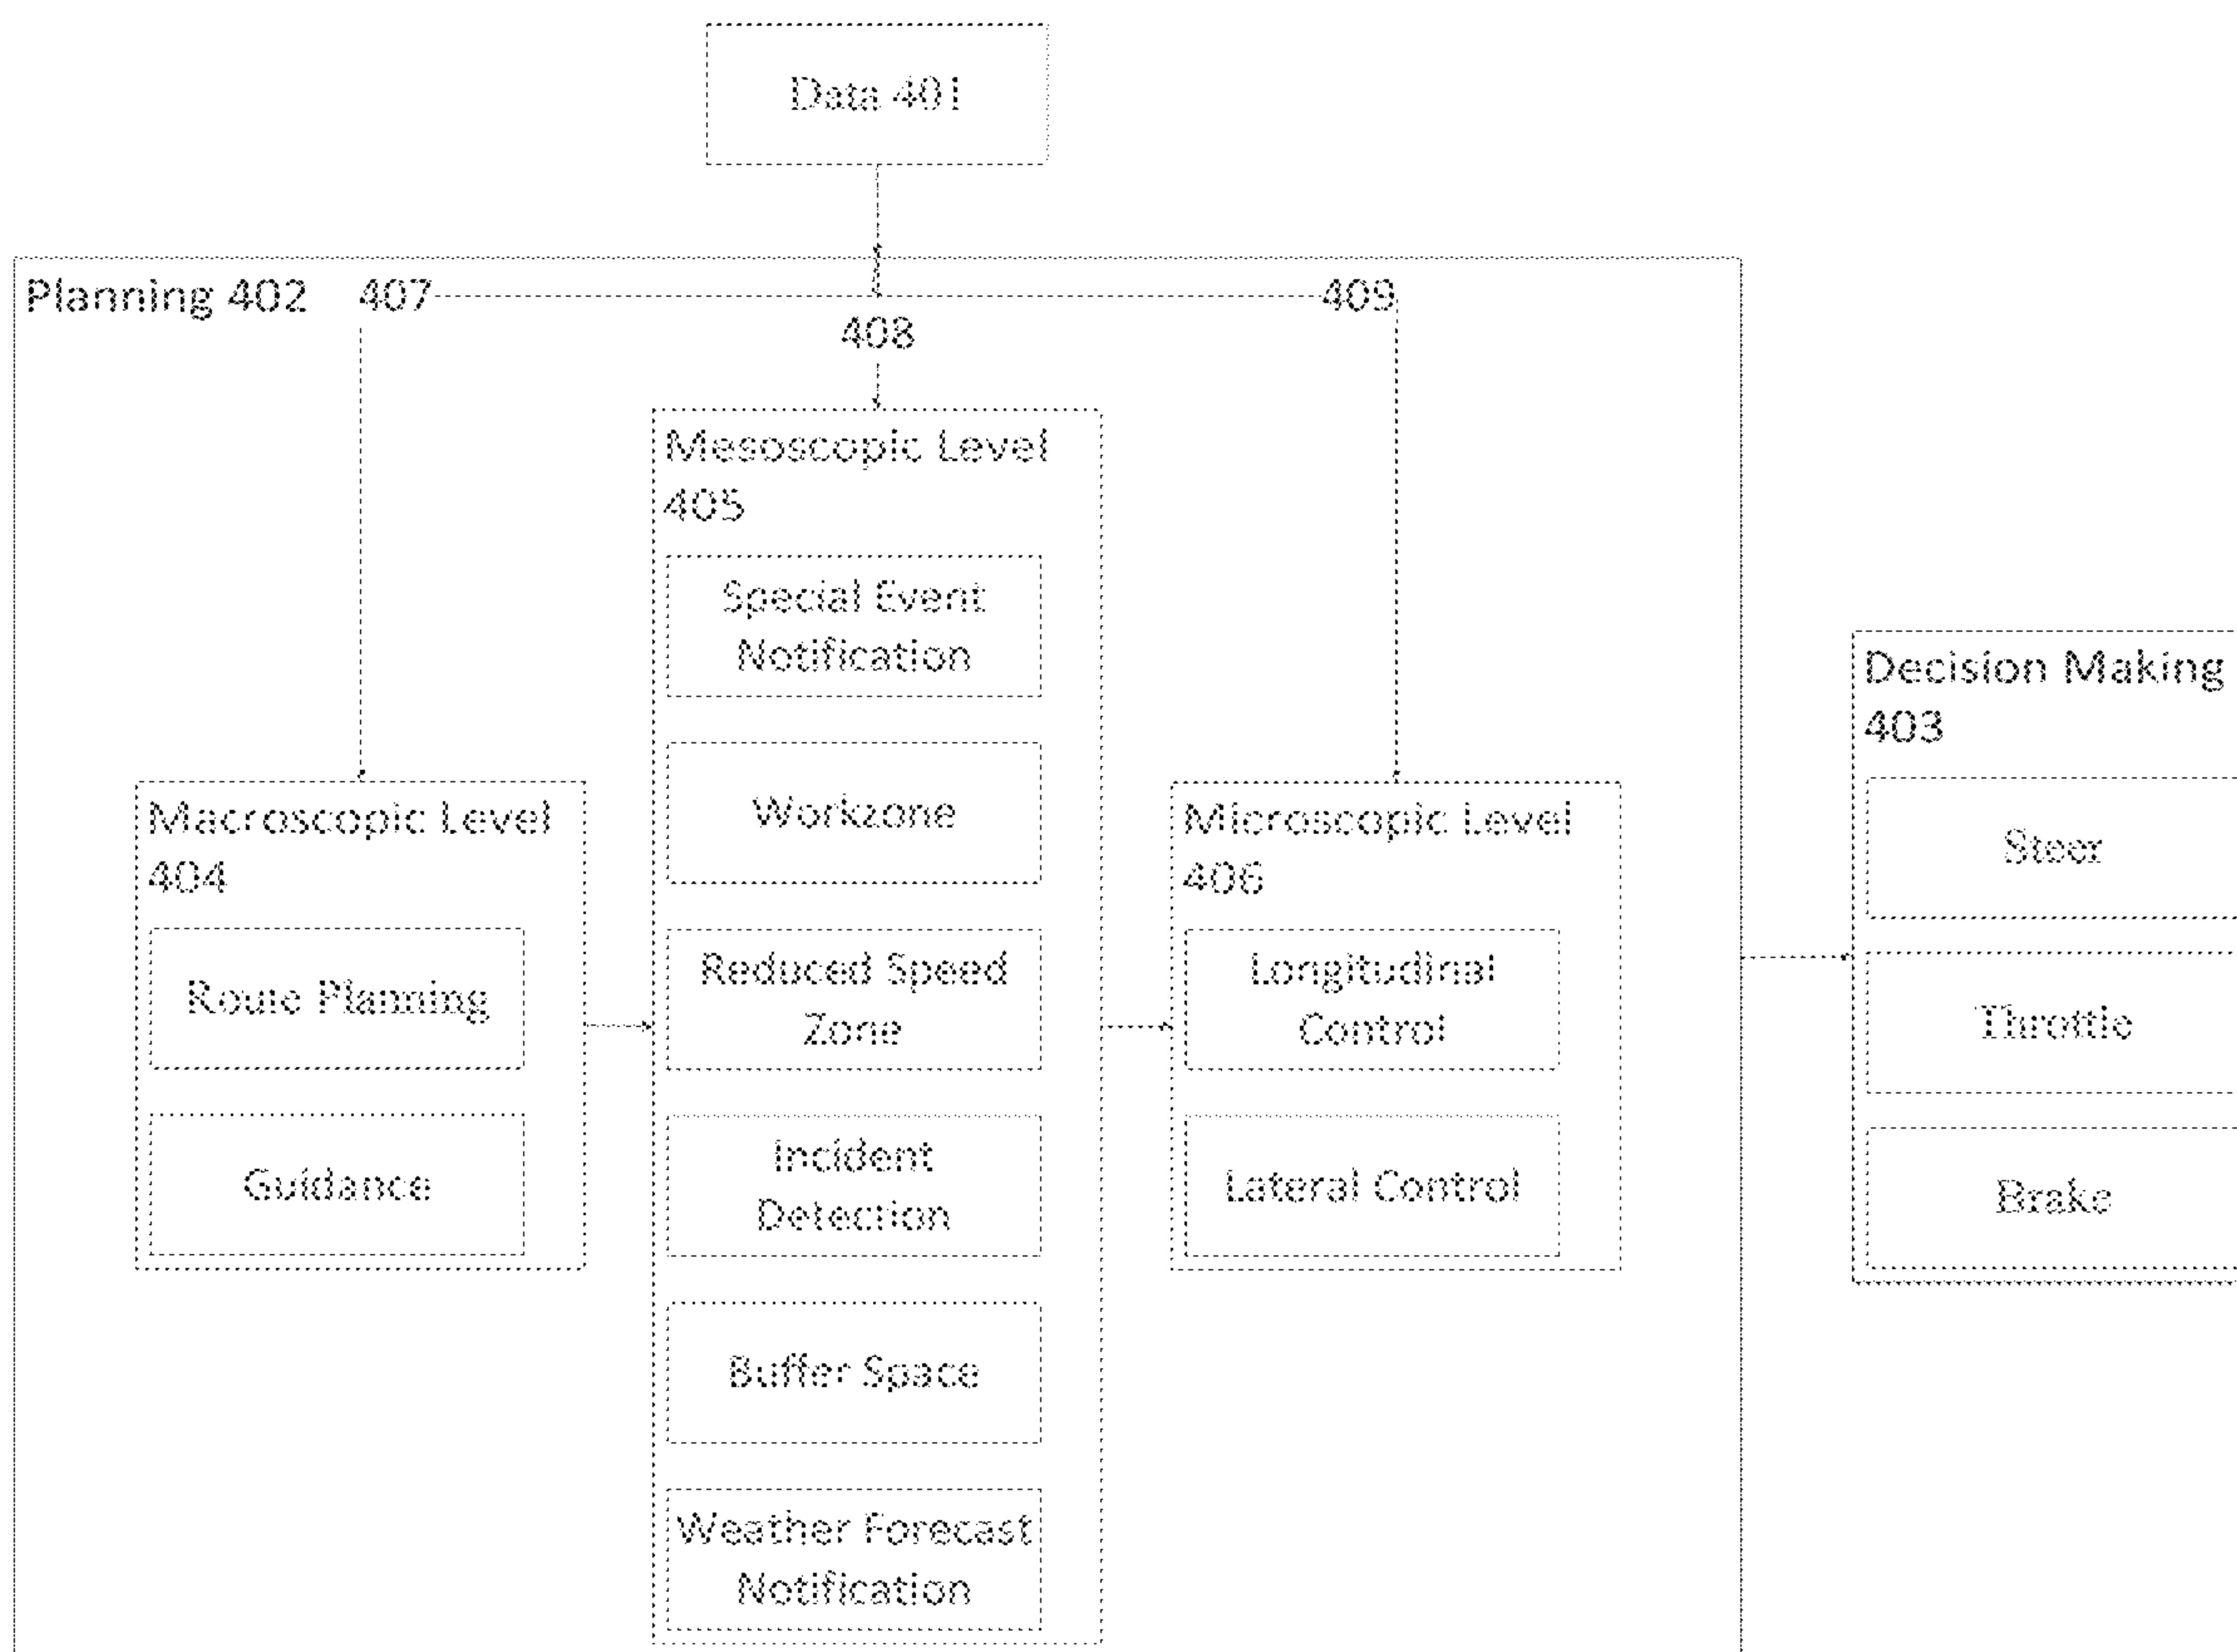 Data 401
Planning 402
407
408
409
Mesoscopic Level
405
Special Event
Notification
Workzone
Reduced Speed
Zone
Incident
Detection
Buffer Space
Weather Forecast
Notification
Macroscopic Level
404
Route Planning
Guidance
Microscopic Level
406
Longitudinal
Control
Lateral Control
Decision Making
403
Steer
Throttle
Brake